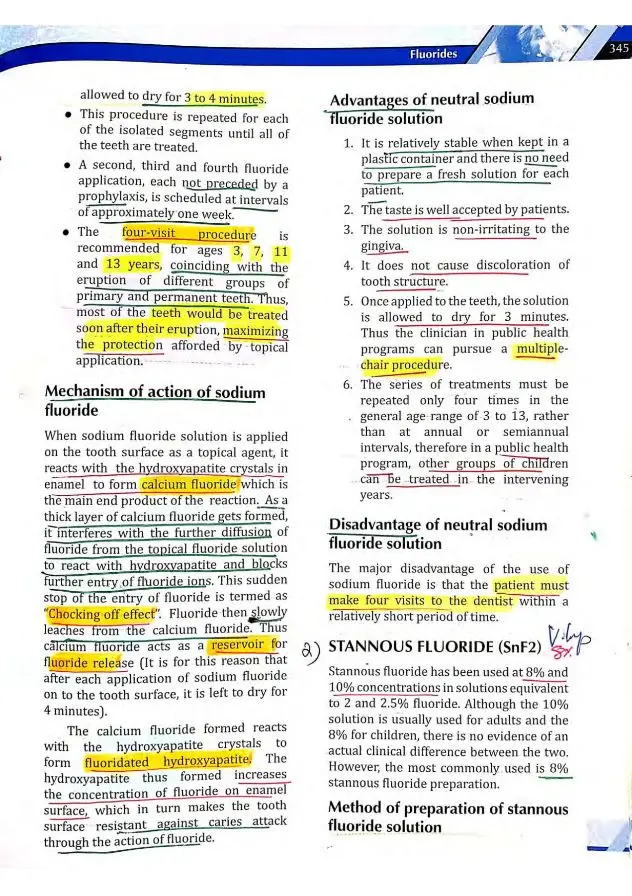 Fluorides
345
allowed to dry for 3 to 4 minutes.
• This procedure is repeated for each
of the isolated segments until all of
the teeth are treated.
• A second, third and fourth fluoride
application, each not preceded by a
prophylaxis, is scheduled at intervals
of approximately one week.
• The four-visit procedure is
recommended for ages 3, 7, 11
and 13 years, coinciding with the
eruption of different groups of
primary and permanent teeth. Thus,
most of the teeth would be treated
soon after their eruption, maximizing
the protection afforded by topical
application.
Mechanism of action of sodium
fluoride
When sodium fluoride solution is applied
on the tooth surface as a topical agent, it
reacts with the hydroxyapatite crystals in
enamel to form calcium fluoride which is
the main end product of the reaction. As a
thick layer of calcium fluoride gets formed,
it interferes with the further diffusion of
fluoride from the topical fluoride solution
to react with hydroxyapatite and blocks
further entry of fluoride ions. This sudden
stop of the entry of fluoride is termed as
"Chocking off effect". Fluoride then slowly
leaches from the calcium fluoride. Thus
calcium fluoride acts as a reservoir for
fluoride release (It is for this reason that
after each application of sodium fluoride
on to the tooth surface, it is left to dry for
4 minutes).
The calcium fluoride formed reacts
with the hydroxyapatite crystals to
form fluoridated hydroxyapatite. The
hydroxyapatite thus formed increases
the concentration of fluoride on enamel
surface, which in turn makes the tooth
surface resistant against caries attack
through the action of fluoride.
Advantages of neutral sodium
fluoride solution
1. It is relatively stable when kept in a
plastic container and there is no need
to prepare a fresh solution for each
patient.
2. The taste is well accepted by patients.
3. The solution is non-irritating to the
gingiva.
4. It does not cause discoloration of
tooth structure.
5. Once applied to the teeth, the solution
is allowed to dry for 3 minutes.
Thus the clinician in public health
programs can pursue a multiple-
chair procedure.
6. The series of treatments must be
repeated only four times in the
general age range of 3 to 13, rather
than at annual or semiannual
intervals, therefore in a public health
program, other groups of children
can be treated in the intervening
years.
Disadvantage of neutral sodium
fluoride solution
The major disadvantage of the use of
sodium fluoride is that the patient must
make four visits to the dentist within a
relatively short period of time.
2) STANNOUS FLUORIDE (SnF2)
Stannous fluoride has been used at 8% and
10% concentrations in solutions equivalent
to 2 and 2.5% fluoride. Although the 10%
solution is usually used for adults and the
8% for children, there is no evidence of an
actual clinical difference between the two.
However, the most commonly used is 8%
stannous fluoride preparation.
Method of preparation of stannous
fluoride solution